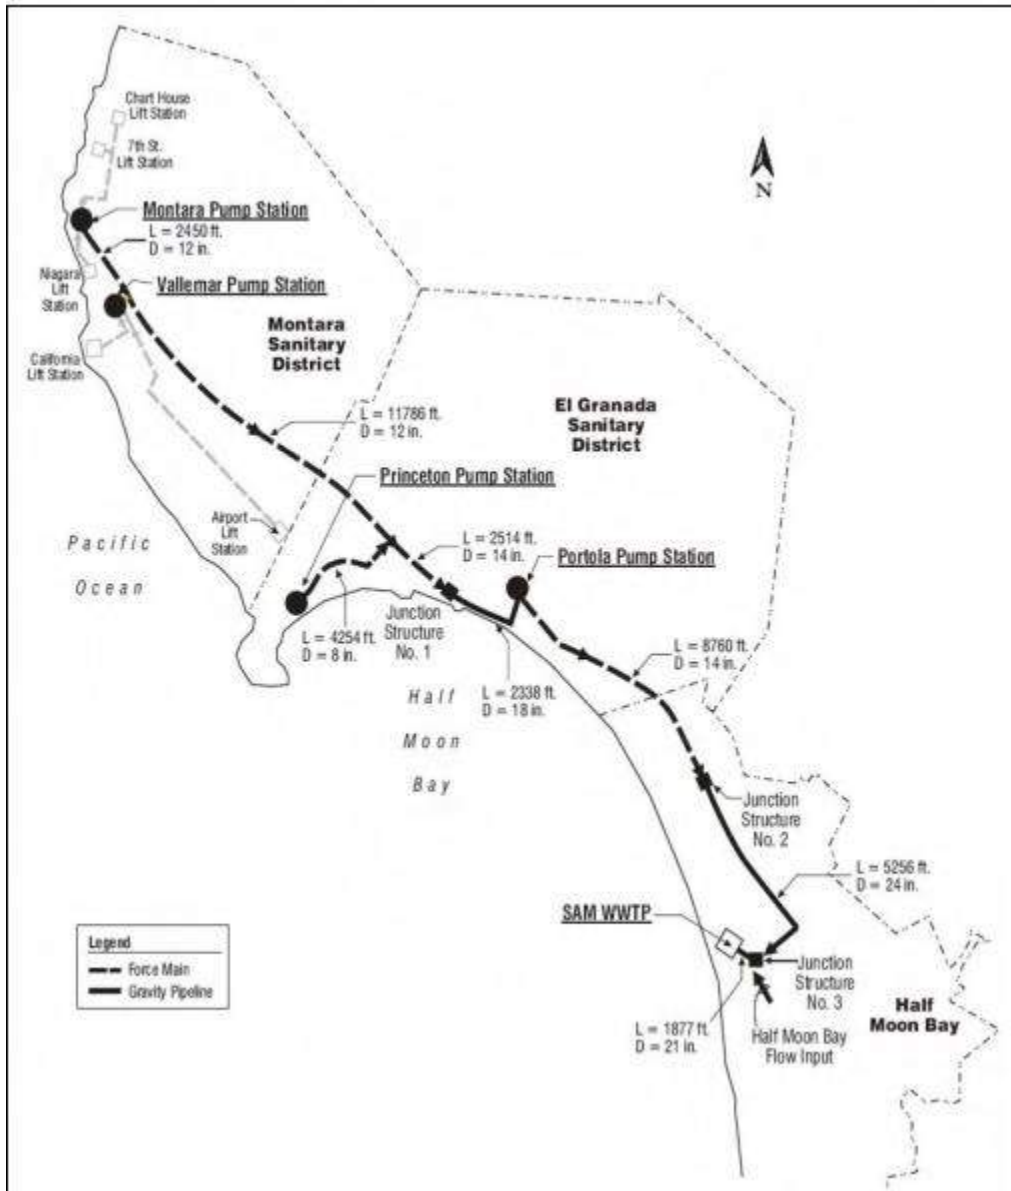 Chart House
Lift Station
7th St.
Lift Station
N
Montara Pump Station
L = 2450 ft.
D = 12 in.
Niagara
Lift
Station
Vallemar Pump Station
Montara
Sanitary
District
California
Lift Station
El Granada
Sanitary
District
L = 11786 ft.
D = 12 in.
Princeton Pump Station
Airport
Lift
Station
Pacific
Ocean
L = 2514 ft.
D = 14 in.
Portola Pump Station
Junction
Structure
No. 1
L = 4254 ft.
D = 8 in.
L = 8760 ft.
D = 14 in.
L = 2338 ft.
D = 18 in.
Half
Moon
Bay
Junction
Structure
No. 2
L = 5256 ft.
D = 24 in.
SAM WWTP
Legend
Force Main
Gravity Pipeline
Junction
Structure
No. 3
Half
Moon Bay
L = 1877 ft.
D = 21 in.
Half Moon Bay
Flow Input